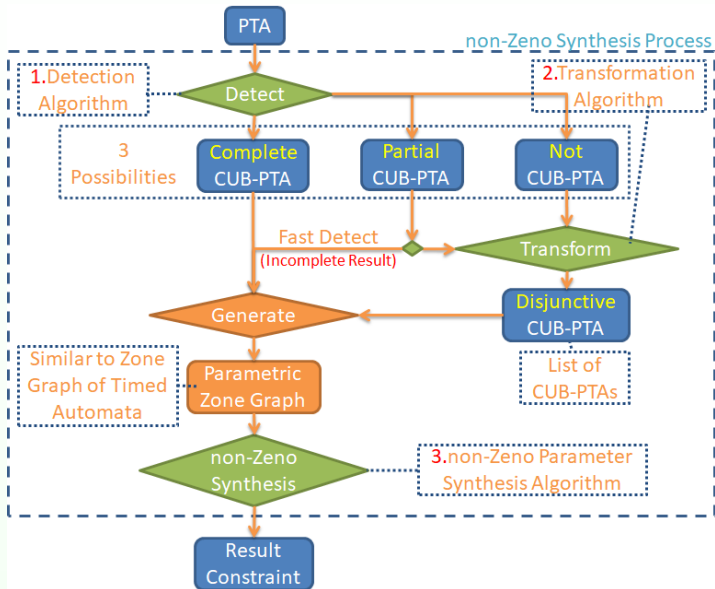 PTA
non-Zeno Synthesis Process
1.Detection
Algorithm
Detect
2.Transformation
Algorithm
3
Possibilities
Complete
CUB-PTA
Partial
CUB-PTA
Not
CUB-PTA
Fast Detect
(Incomplete Result)
Transform
Generate
Disjunctive
CUB-PTA
Similar to Zone
Graph of Timed
Automata
Parametric
Zone Graph
List of
CUB-PTAs
non-Zeno
Synthesis
3.non-Zeno Parameter
Synthesis Algorithm
Result
Constraint